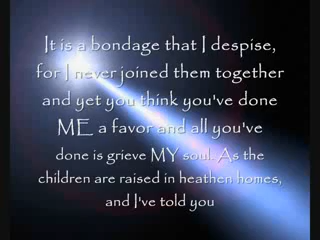 It is a bondage that I despise,
for I never joined them together
and yet you think you've done
ME a favor and all you've
done is grieve MY soul. As the
children are raised in heathen homes,
and I've told you